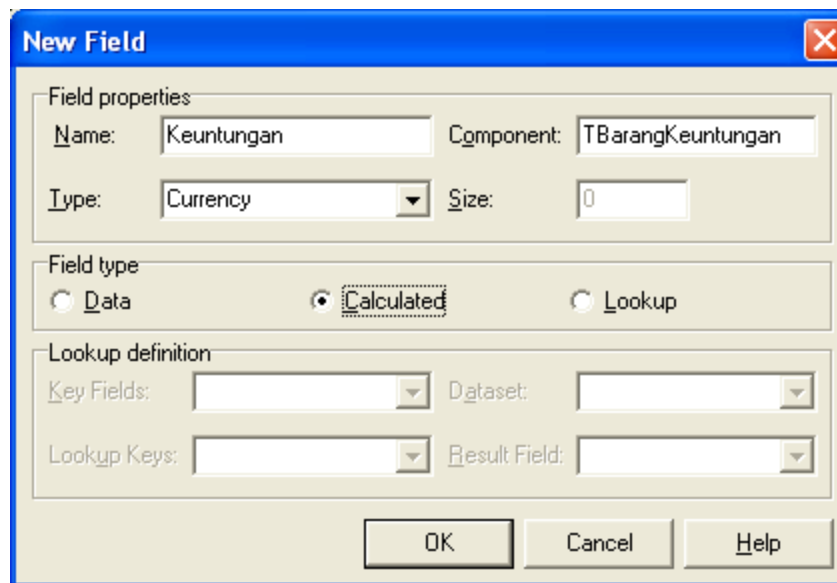 New Field
Field properties
Name: Keuntungan Component: TBarangKeuntungan
Type: Currency Size: 0
Field type
Data Calculated Lookup
Lookup definition
Key Fields: Dataset:
Lookup Keys: Result Field:
OK Cancel Help